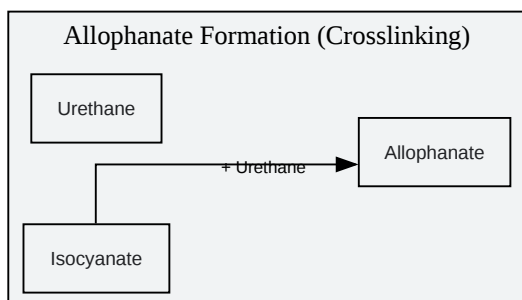 Allophanate Formation (Crosslinking)
Urethane
Allophanate
+ Urethane
Isocyanate